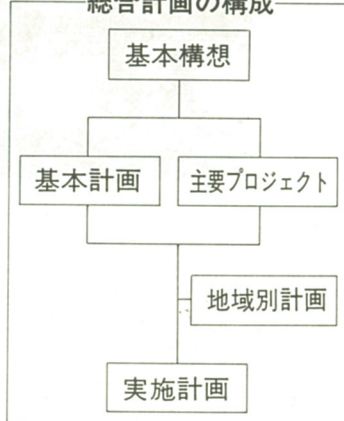 総合計画の構成
基本構想
基本計画
主要プロジェクト
地域別計画
実施計画